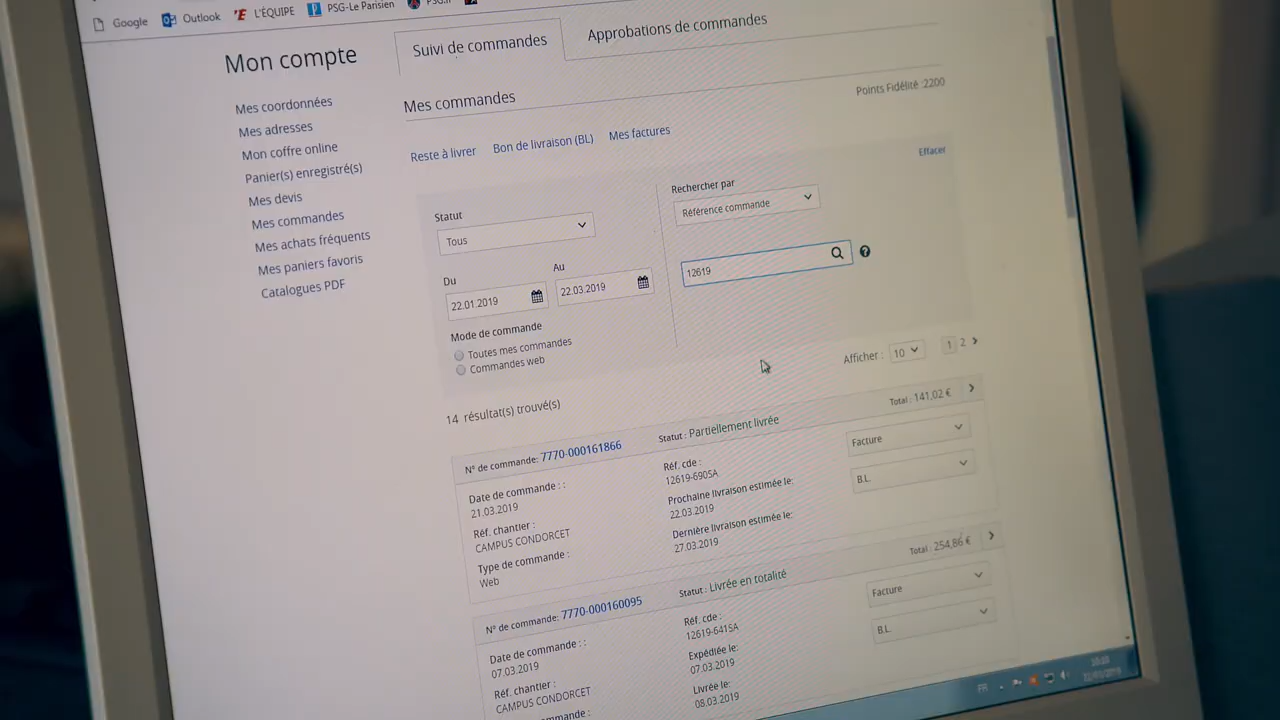 Google Outlook L'ÉQUIPE PSG-Le Parisien
Mon compte
Suivi de commandes
Approbations de commandes
Mes coordonnées
Mes adresses
Mon coffre online
Panier(s) enregistré(s)
Mes devis
Mes commandes
Mes achats fréquents
Mes paniers favoris
Catalogues PDF
Mes commandes
Points Fidélité :2200
Reste à livrer Bon de livraison (BL) Mes factures
Effacer
Statut
Tous
Du
Au
22.01.2019
22.03.2019
Mode de commande
Toutes mes commandes
Commandes web
Rechercher par
Référence commande
12619
Afficher : 10 1 2
14 résultat(s) trouvé(s)
N° de commande: 7770-000161866 Statut : Partiellement livrée Total : 141,02 €
Date de commande : :
21.03.2019
Réf. chantier :
CAMPUS CONDORCET
Type de commande :
Web
Réf. cde :
12619-6905A
Prochaine livraison estimée le:
22.03.2019
Dernière livraison estimée le:
27.03.2019
Facture
B.L.
N° de commande: 7770-000160095 Statut : Livrée en totalité Total : 254,86 €
Date de commande : :
07.03.2019
Réf. chantier :
CAMPUS CONDORCET
Réf. cde :
12619-6415A
Expédiée le:
07.03.2019
Livrée le:
08.03.2019
Facture
B.L.
FR